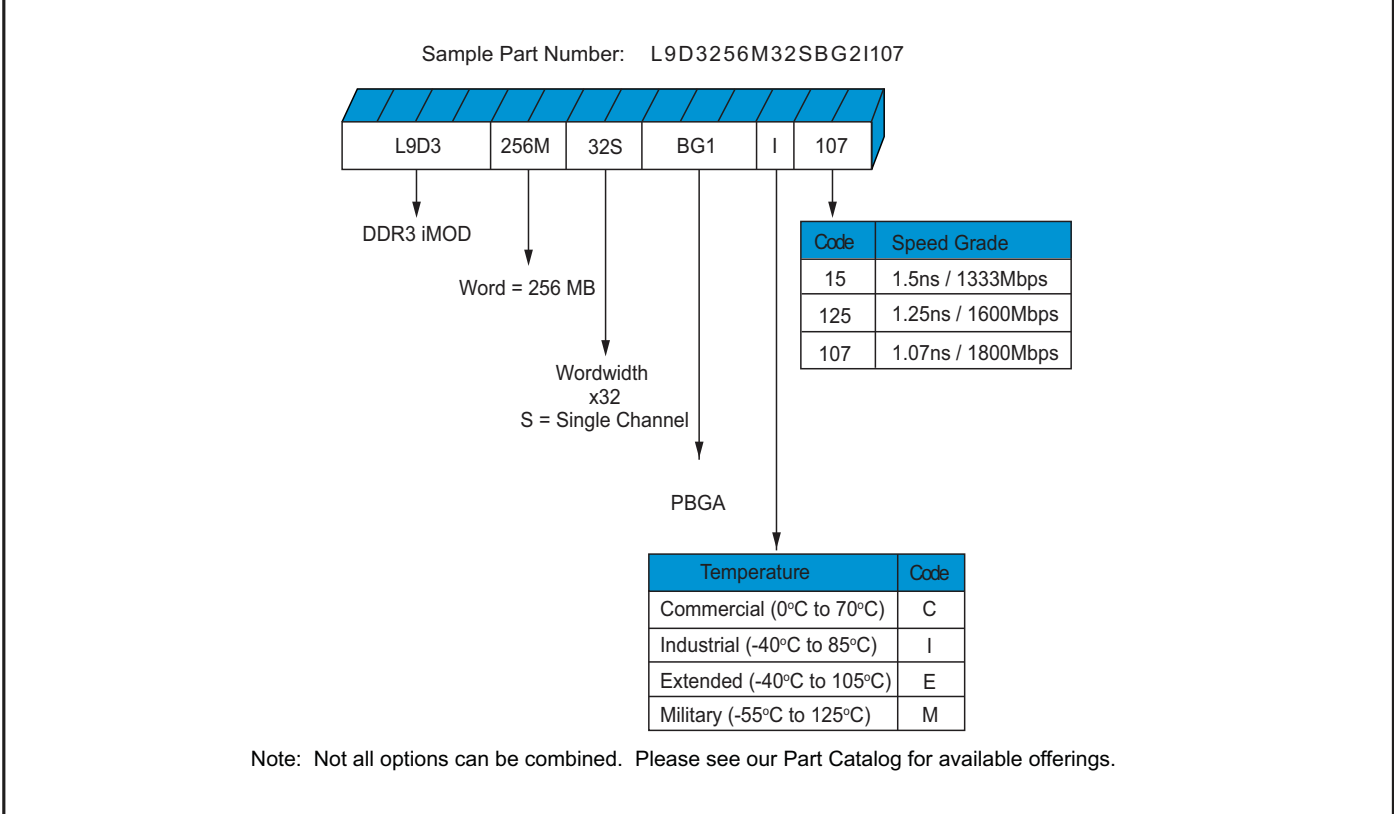 Sample Part Number: L9D3256M32SBG2I107
L9D3 256M 32S BG1 I 107
DDR3 iMOD
Word = 256 MB
Wordwidth
x32
S = Single Channel
PBGA
Code Speed Grade
15 1.5ns / 1333Mbps
125 1.25ns / 1600Mbps
107 1.07ns / 1800Mbps
Temperature Code
Commercial (0°C to 70°C) C
Industrial (-40°C to 85°C) I
Extended (-40°C to 105°C) E
Military (-55°C to 125°C) M
Note: Not all options can be combined. Please see our Part Catalog for available offerings.